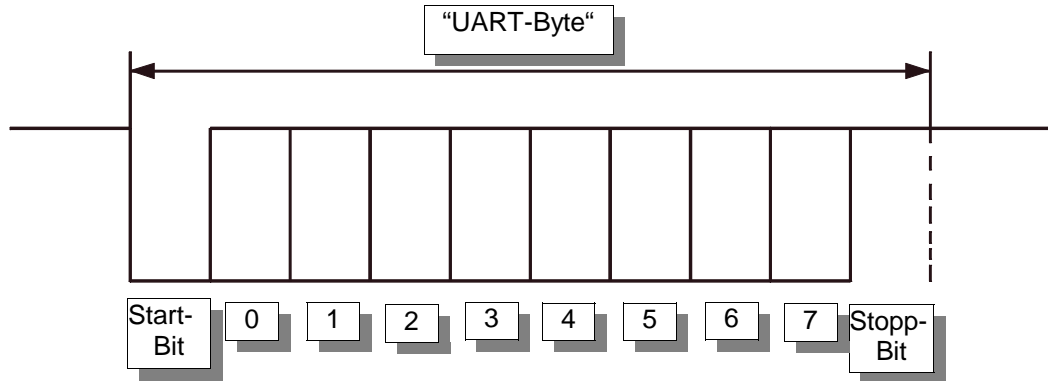 “UART-Byte“
Start-
Bit
0
1
2
3
4
5
6
7
Stopp-
Bit